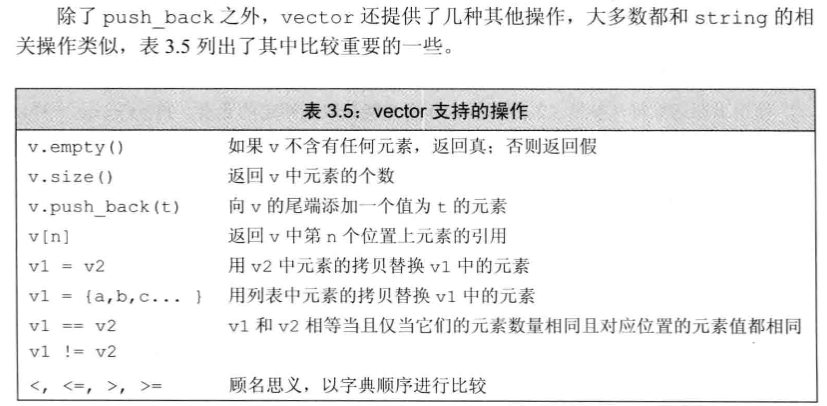 除了 push_back 之外，vector 还提供了几种其他操作，大多数都和 string 的相
关操作类似，表 3.5 列出了其中比较重要的一些。
表 3.5：vector 支持的操作
v.empty() 如果 v 不含有任何元素，返回真；否则返回假
v.size() 返回 v 中元素的个数
v.push_back(t) 向 v 的尾端添加一个值为 t 的元素
v[n] 返回 v 中第 n 个位置上元素的引用
v1 = v2 用 v2 中元素的拷贝替换 v1 中的元素
v1 = {a,b,c... } 用列表中元素的拷贝替换 v1 中的元素
v1 == v2 v1 和 v2 相等当且仅当它们的元素数量相同且对应位置的元素值都相同
v1 != v2
<, <=, >, >= 顾名思义，以字典顺序进行比较